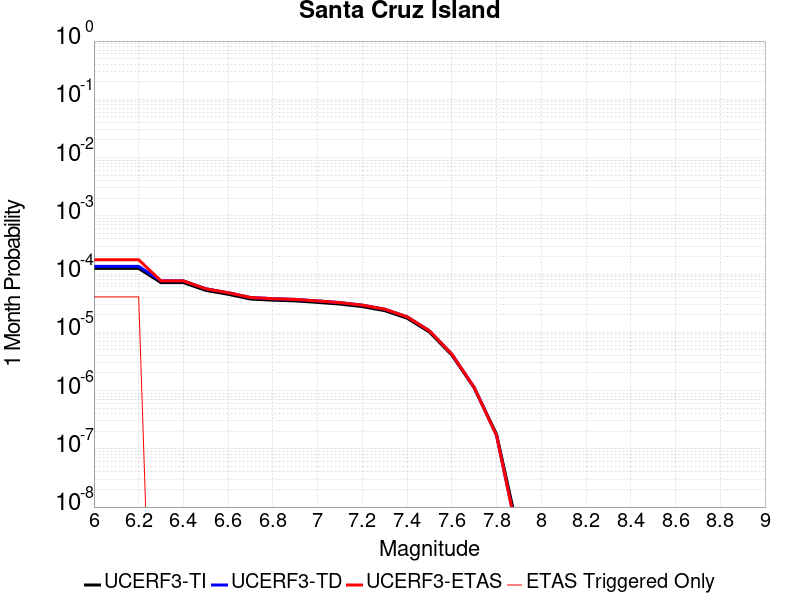 Santa Cruz Island
1 Month Probability
10^0
10^-1
10^-2
10^-3
10^-4
10^-5
10^-6
10^-7
10^-8
6 6.2 6.4 6.6 6.8 7 7.2 7.4 7.6 7.8 8 8.2 8.4 8.6 8.8 9
Magnitude
UCERF3-TI UCERF3-TD UCERF3-ETAS ETAS Triggered Only